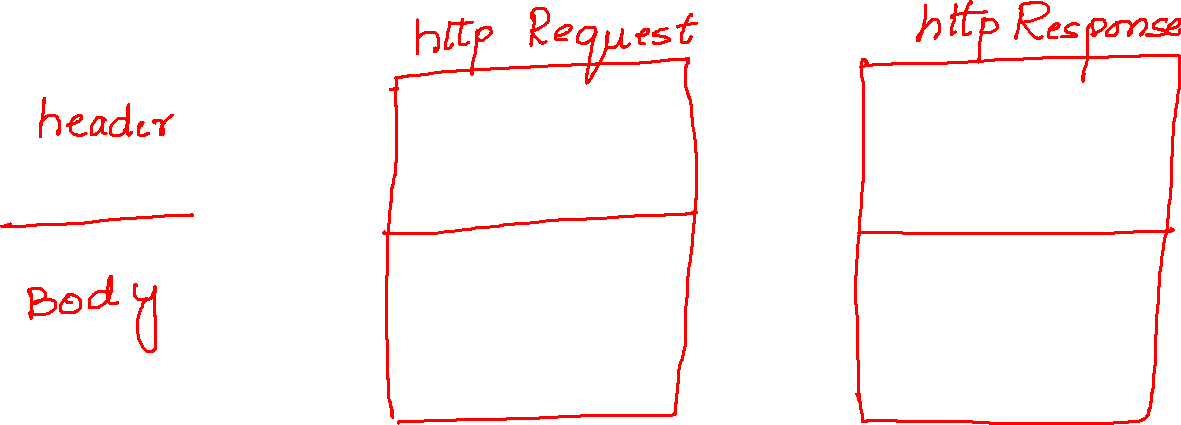 http Request
http Response
header
Body